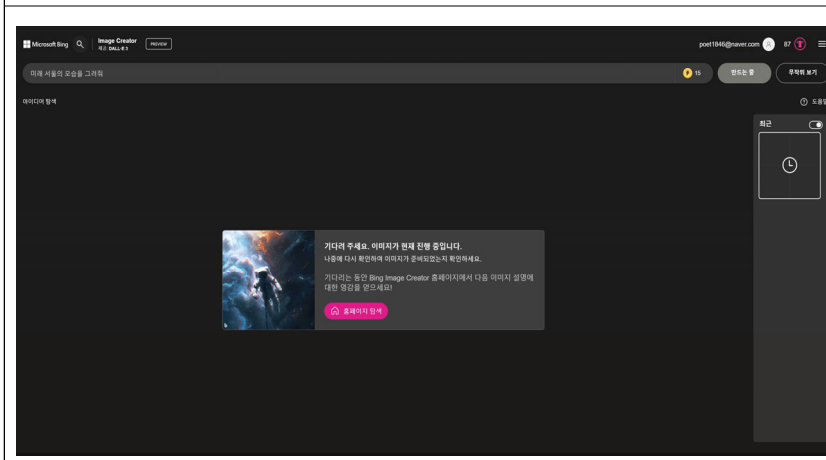 Microsoft Bing
Image Creator
제공: DALL·E 3
PREVIEW
poet1846@naver.com
87
미래 서울의 모습을 그려줘
15
만드는 중
무작위 보기
아이디어 탐색
도움말
최근
기다려 주세요. 이미지가 현재 진행 중입니다.
나중에 다시 확인하여 이미지가 준비되었는지 확인하세요.
기다리는 동안 Bing Image Creator 홈페이지에서 다음 이미지 설명에
대한 영감을 얻으세요!
홈페이지 탐색